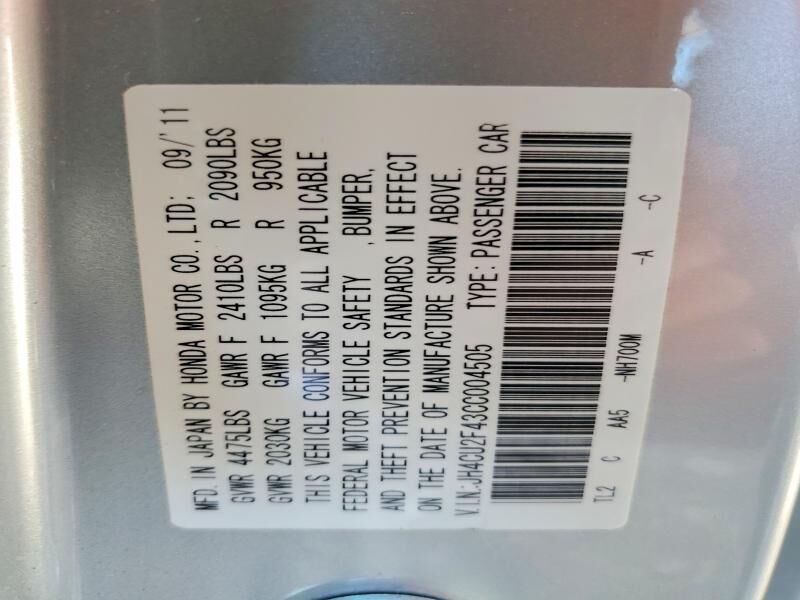 MFD. IN JAPAN BY HONDA MOTOR CO., LTD; 09/'11
GVWR 4475LBS GAWR F 2410LBS R 2090LBS
GVWR 2030KG GAWR F 1095KG R 950KG
THIS VEHICLE CONFORMS TO ALL APPLICABLE
FEDERAL MOTOR VEHICLE SAFETY , BUMPER,
AND THEFT PREVENTION STANDARDS IN EFFECT
ON THE DATE OF MANUFACTURE SHOWN ABOVE.
V.I.N:JH4CU2F43CC004505 TYPE: PASSENGER CAR
TL2 C AA5 -NH700M -A -C